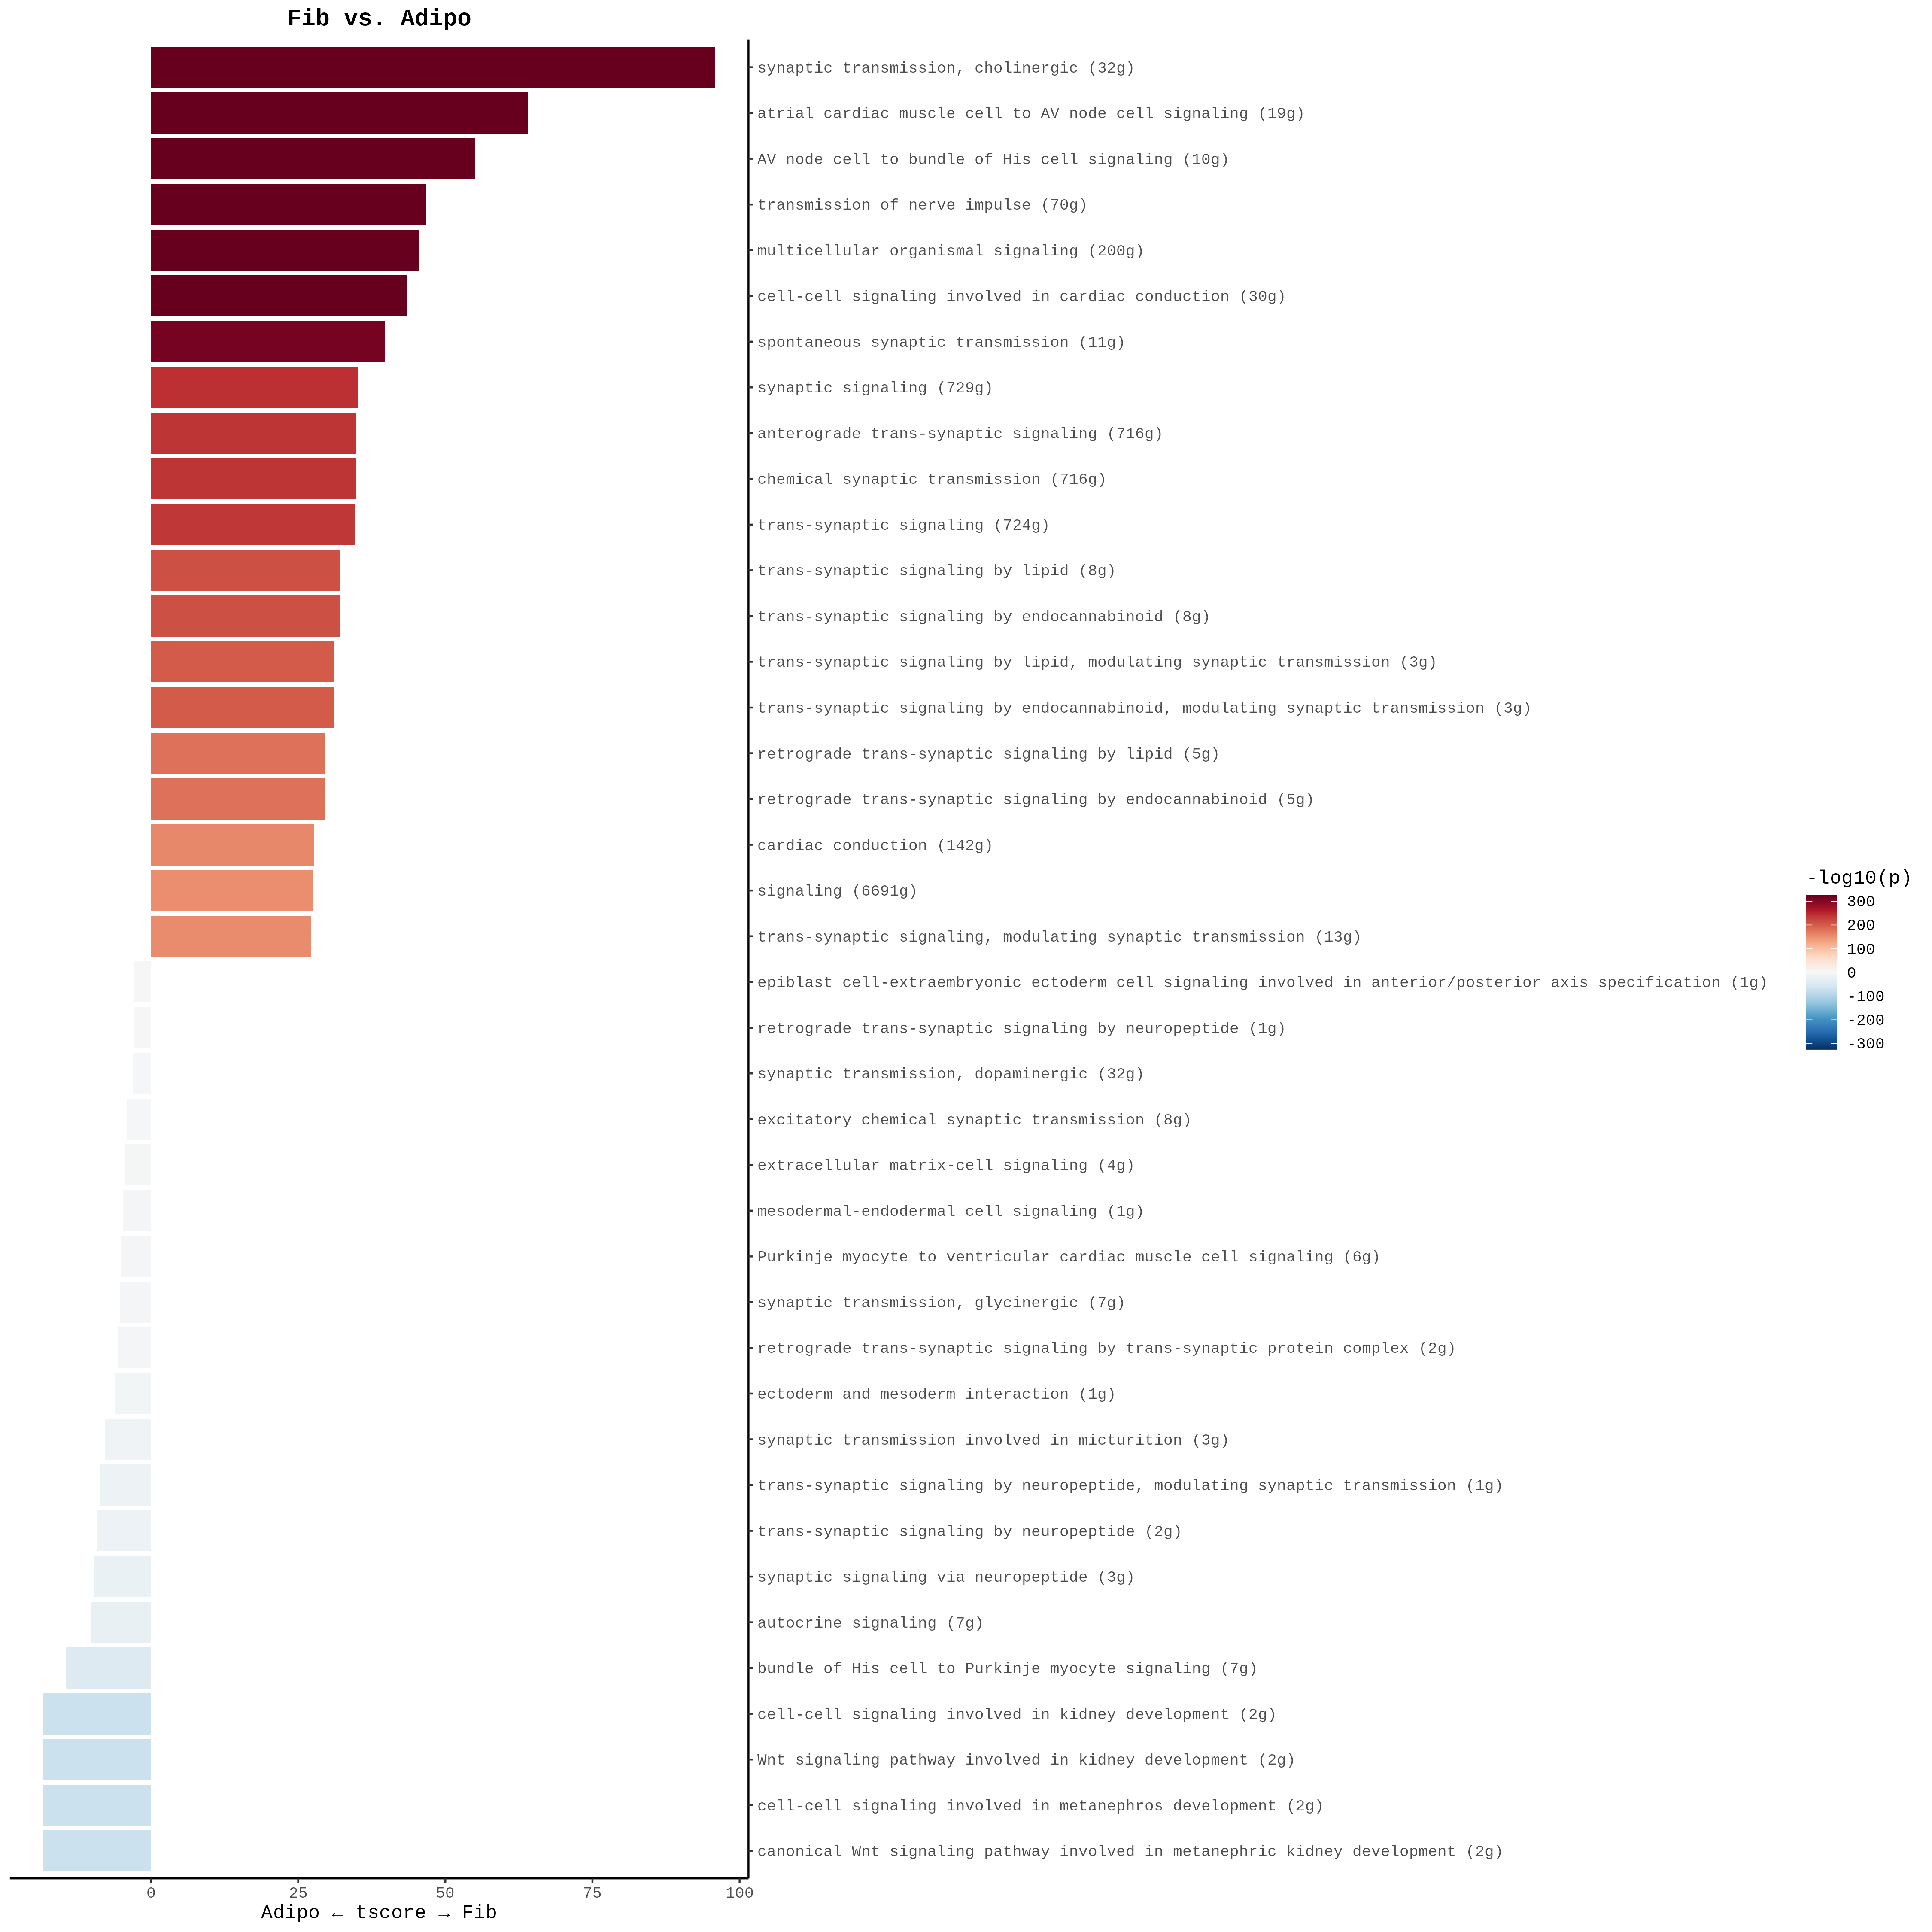 Fib vs. Adipo
synaptic transmission, cholinergic (32g)
atrial cardiac muscle cell to AV node cell signaling (19g)
AV node cell to bundle of His cell signaling (10g)
transmission of nerve impulse (70g)
multicellular organismal signaling (200g)
cell-cell signaling involved in cardiac conduction (30g)
spontaneous synaptic transmission (11g)
synaptic signaling (729g)
anterograde trans-synaptic signaling (716g)
chemical synaptic transmission (716g)
trans-synaptic signaling (724g)
trans-synaptic signaling by lipid (8g)
trans-synaptic signaling by endocannabinoid (8g)
trans-synaptic signaling by lipid, modulating synaptic transmission (3g)
trans-synaptic signaling by endocannabinoid, modulating synaptic transmission (3g)
retrograde trans-synaptic signaling by lipid (5g)
retrograde trans-synaptic signaling by endocannabinoid (5g)
cardiac conduction (142g)
signaling (6691g)
trans-synaptic signaling, modulating synaptic transmission (13g)
epiblast cell-extraembryonic ectoderm cell signaling involved in anterior/posterior axis specification (1g)
retrograde trans-synaptic signaling by neuropeptide (1g)
synaptic transmission, dopaminergic (32g)
excitatory chemical synaptic transmission (8g)
extracellular matrix-cell signaling (4g)
mesodermal-endodermal cell signaling (1g)
Purkinje myocyte to ventricular cardiac muscle cell signaling (6g)
synaptic transmission, glycinergic (7g)
retrograde trans-synaptic signaling by trans-synaptic protein complex (2g)
ectoderm and mesoderm interaction (1g)
synaptic transmission involved in micturition (3g)
trans-synaptic signaling by neuropeptide, modulating synaptic transmission (1g)
trans-synaptic signaling by neuropeptide (2g)
synaptic signaling via neuropeptide (3g)
autocrine signaling (7g)
bundle of His cell to Purkinje myocyte signaling (7g)
cell-cell signaling involved in kidney development (2g)
Wnt signaling pathway involved in kidney development (2g)
cell-cell signaling involved in metanephros development (2g)
canonical Wnt signaling pathway involved in metanephric kidney development (2g)
0 25 50 75 100
Adipo ← tscore → Fib
-log10(p)
300
200
100
0
-100
-200
-300